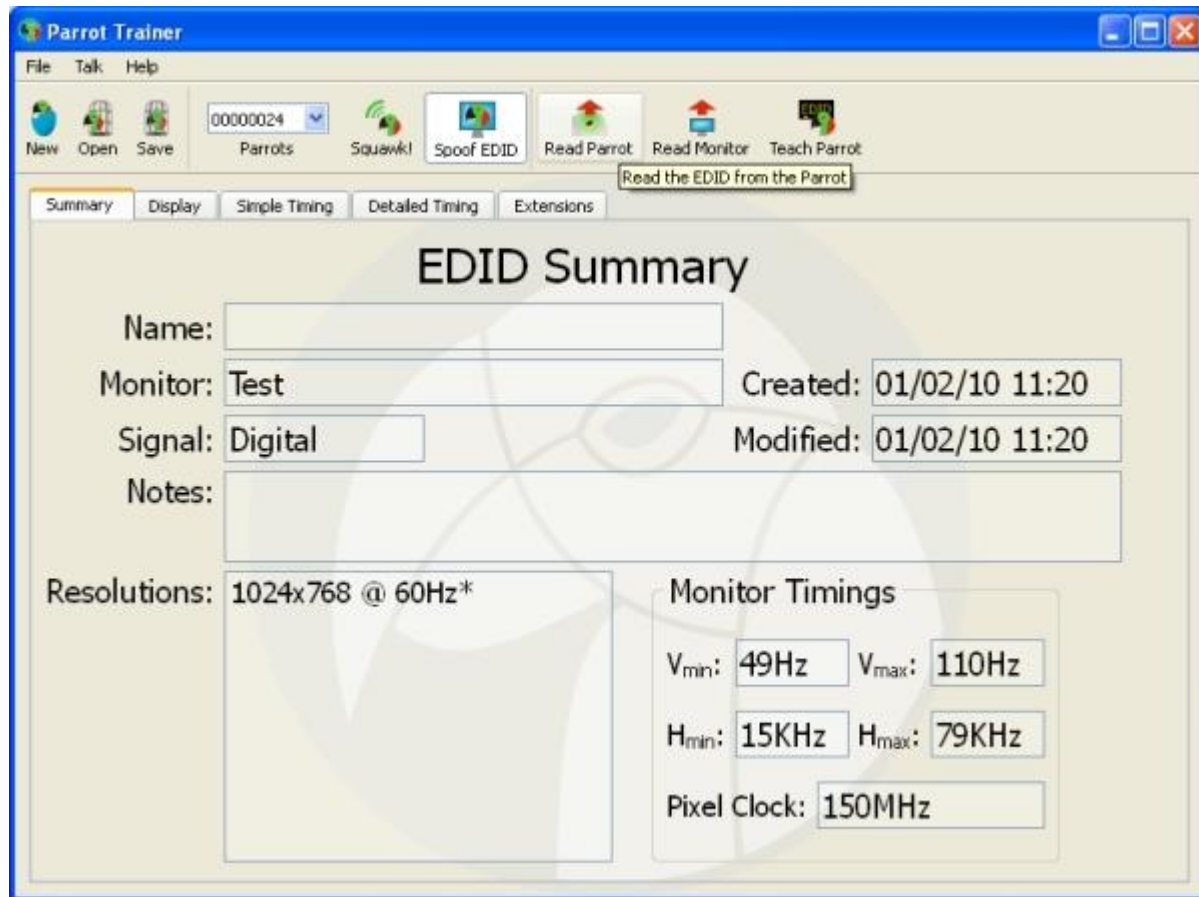 Parrot Trainer
File Talk Help
00000024
New Open Save Parrots Squawk! Spoof EDID Read Parrot Read Monitor Teach Parrot
EDID
Read the EDID from the Parrot
Summary Display Simple Timing Detailed Timing Extensions
EDID Summary
Name:
Monitor: Test Created: 01/02/10 11:20
Signal: Digital Modified: 01/02/10 11:20
Notes:
Resolutions: 1024x768 @ 60Hz* Monitor Timings
Vmin: 49Hz Vmax: 110Hz
Hmin: 15KHz Hmax: 79KHz
Pixel Clock: 150MHz